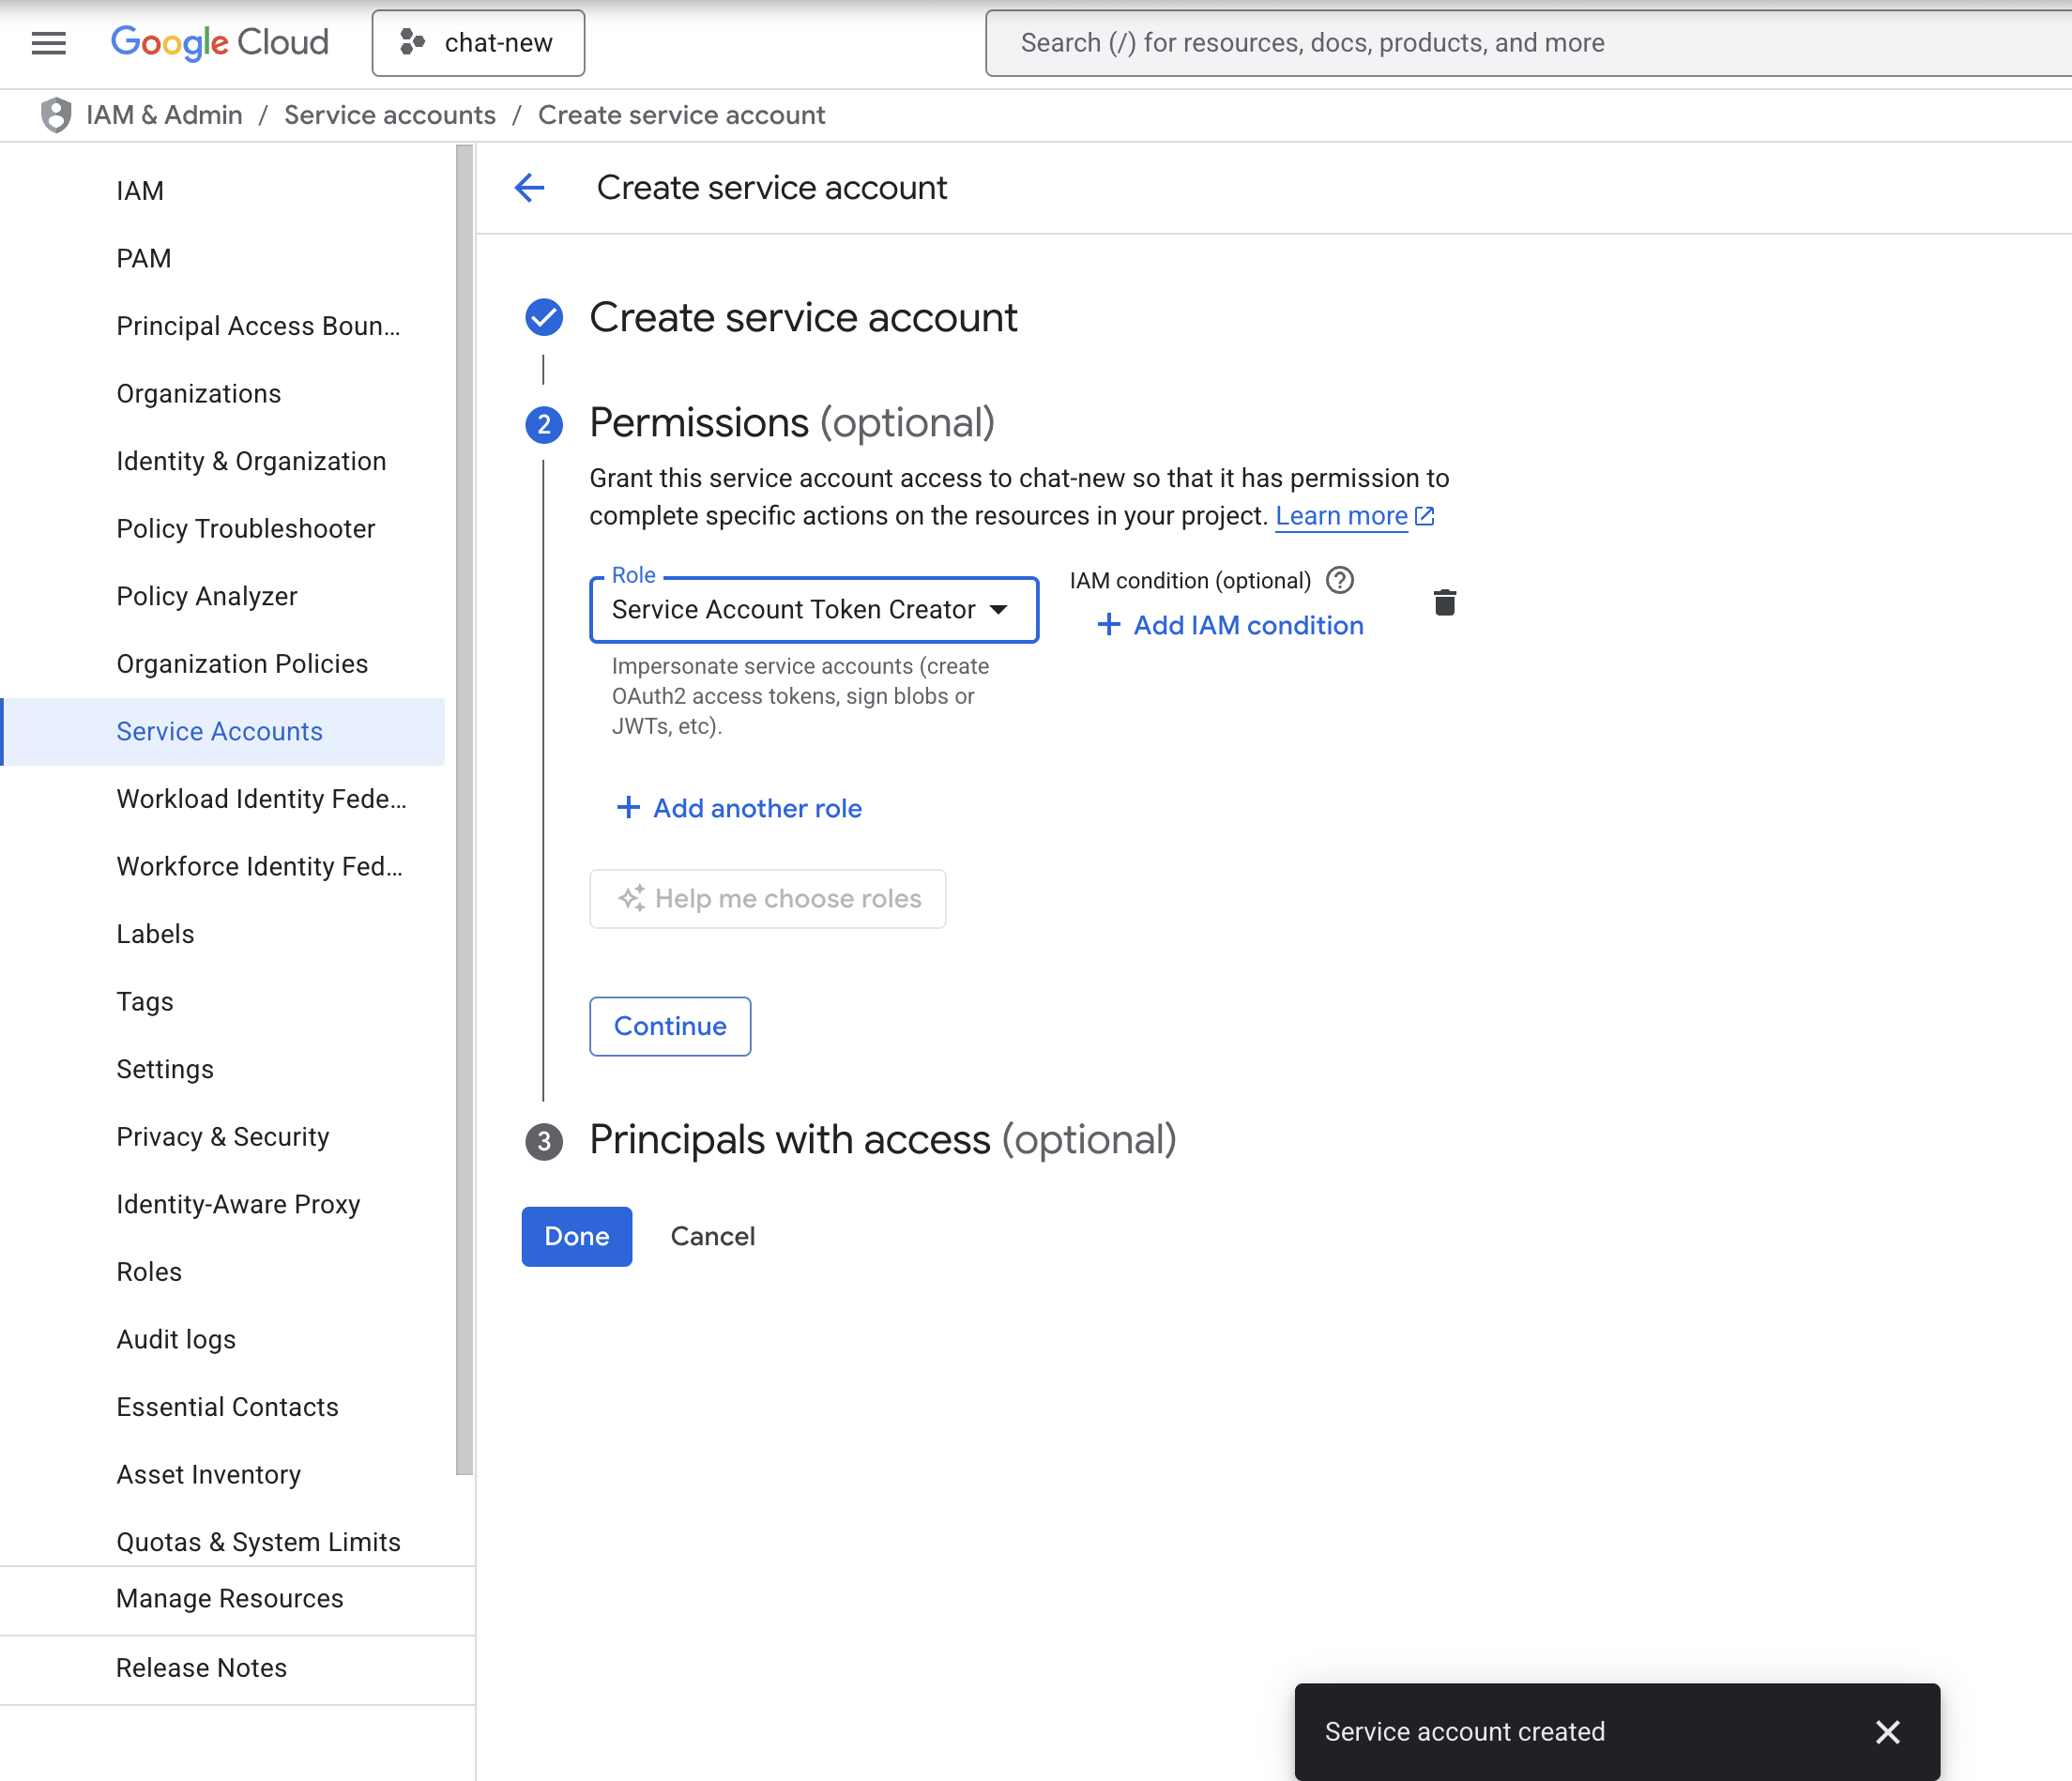 Google Cloud
chat-new
Search (/) for resources, docs, products, and more
IAM & Admin / Service accounts / Create service account
IAM
PAM
Principal Access Boun...
Organizations
Identity & Organization
Policy Troubleshooter
Policy Analyzer
Organization Policies
Service Accounts
Workload Identity Fede...
Workforce Identity Fed...
Labels
Tags
Settings
Privacy & Security
Identity-Aware Proxy
Roles
Audit logs
Essential Contacts
Asset Inventory
Quotas & System Limits
Manage Resources
Release Notes
Create service account
Create service account
2 Permissions (optional)
Grant this service account access to chat-new so that it has permission to
complete specific actions on the resources in your project. Learn more
Role
Service Account Token Creator
Impersonate service accounts (create
OAuth2 access tokens, sign blobs or
JWTs, etc).
IAM condition (optional) ?
+ Add IAM condition
+ Add another role
Help me choose roles
Continue
3 Principals with access (optional)
Done Cancel
Service account created